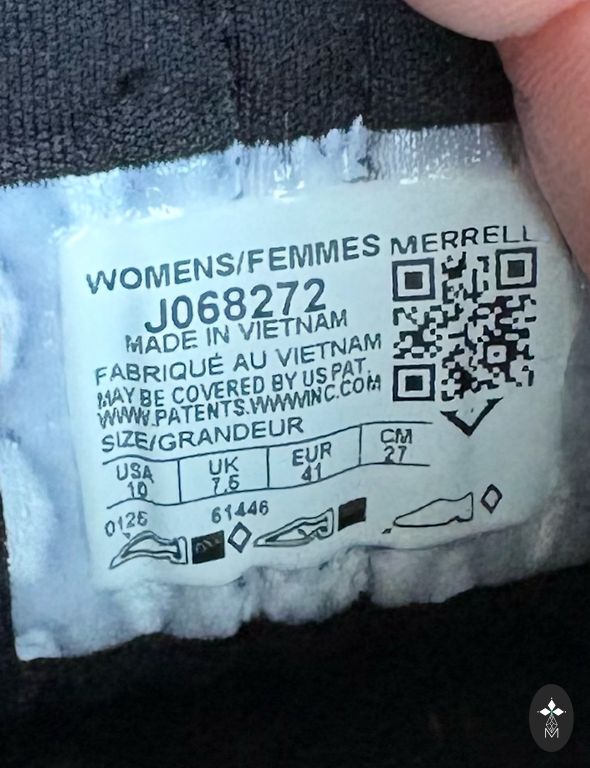 WOMENS/FEMMES MERRELL
J068272
MADE IN VIETNAM
FABRIQUÉ AU VIETNAM
MAY BE COVERED BY US PAT.
WWW.PATENTS.WWWINC.COM
SIZE/GRANDEUR
USA UK EUR CM
10 7.5 41 27
0126 61446
M